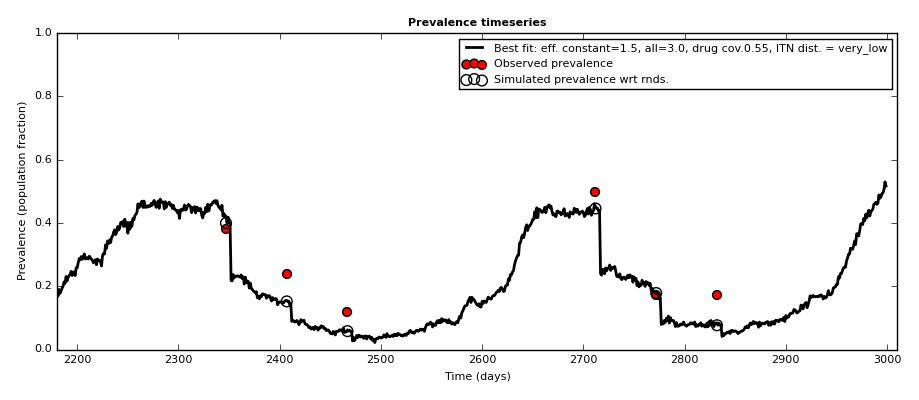 Prevalence timeseries
Best fit: eff. constant=1.5, all=3.0, drug cov.0.55, ITN dist. = very_low
Observed prevalence
Simulated prevalence wrt rnds.
Prevalence (population fraction)
1.0
0.8
0.6
0.4
0.2
0.0
2200 2300 2400 2500 2600 2700 2800 2900 3000
Time (days)